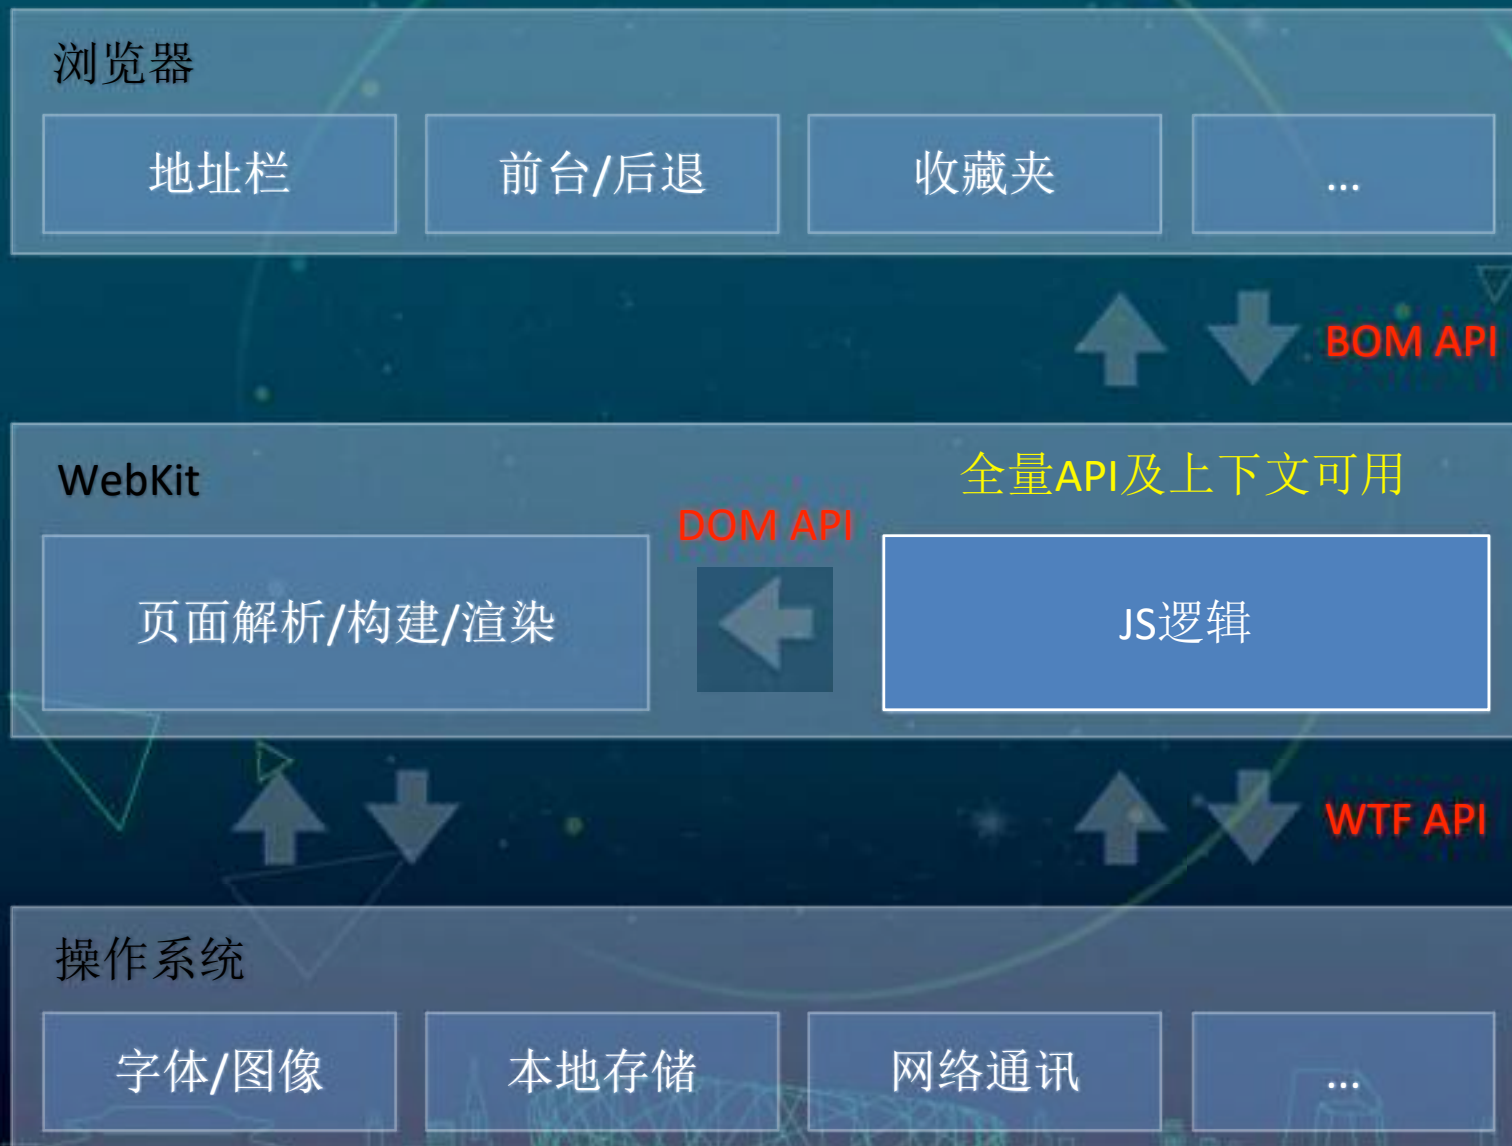 浏览器
地址栏
前台/后退
收藏夹
...
BOM API
WebKit
全量API及上下文可用
DOM API
页面解析/构建/渲染
JS逻辑
WTF API
操作系统
字体/图像
本地存储
网络通讯
...